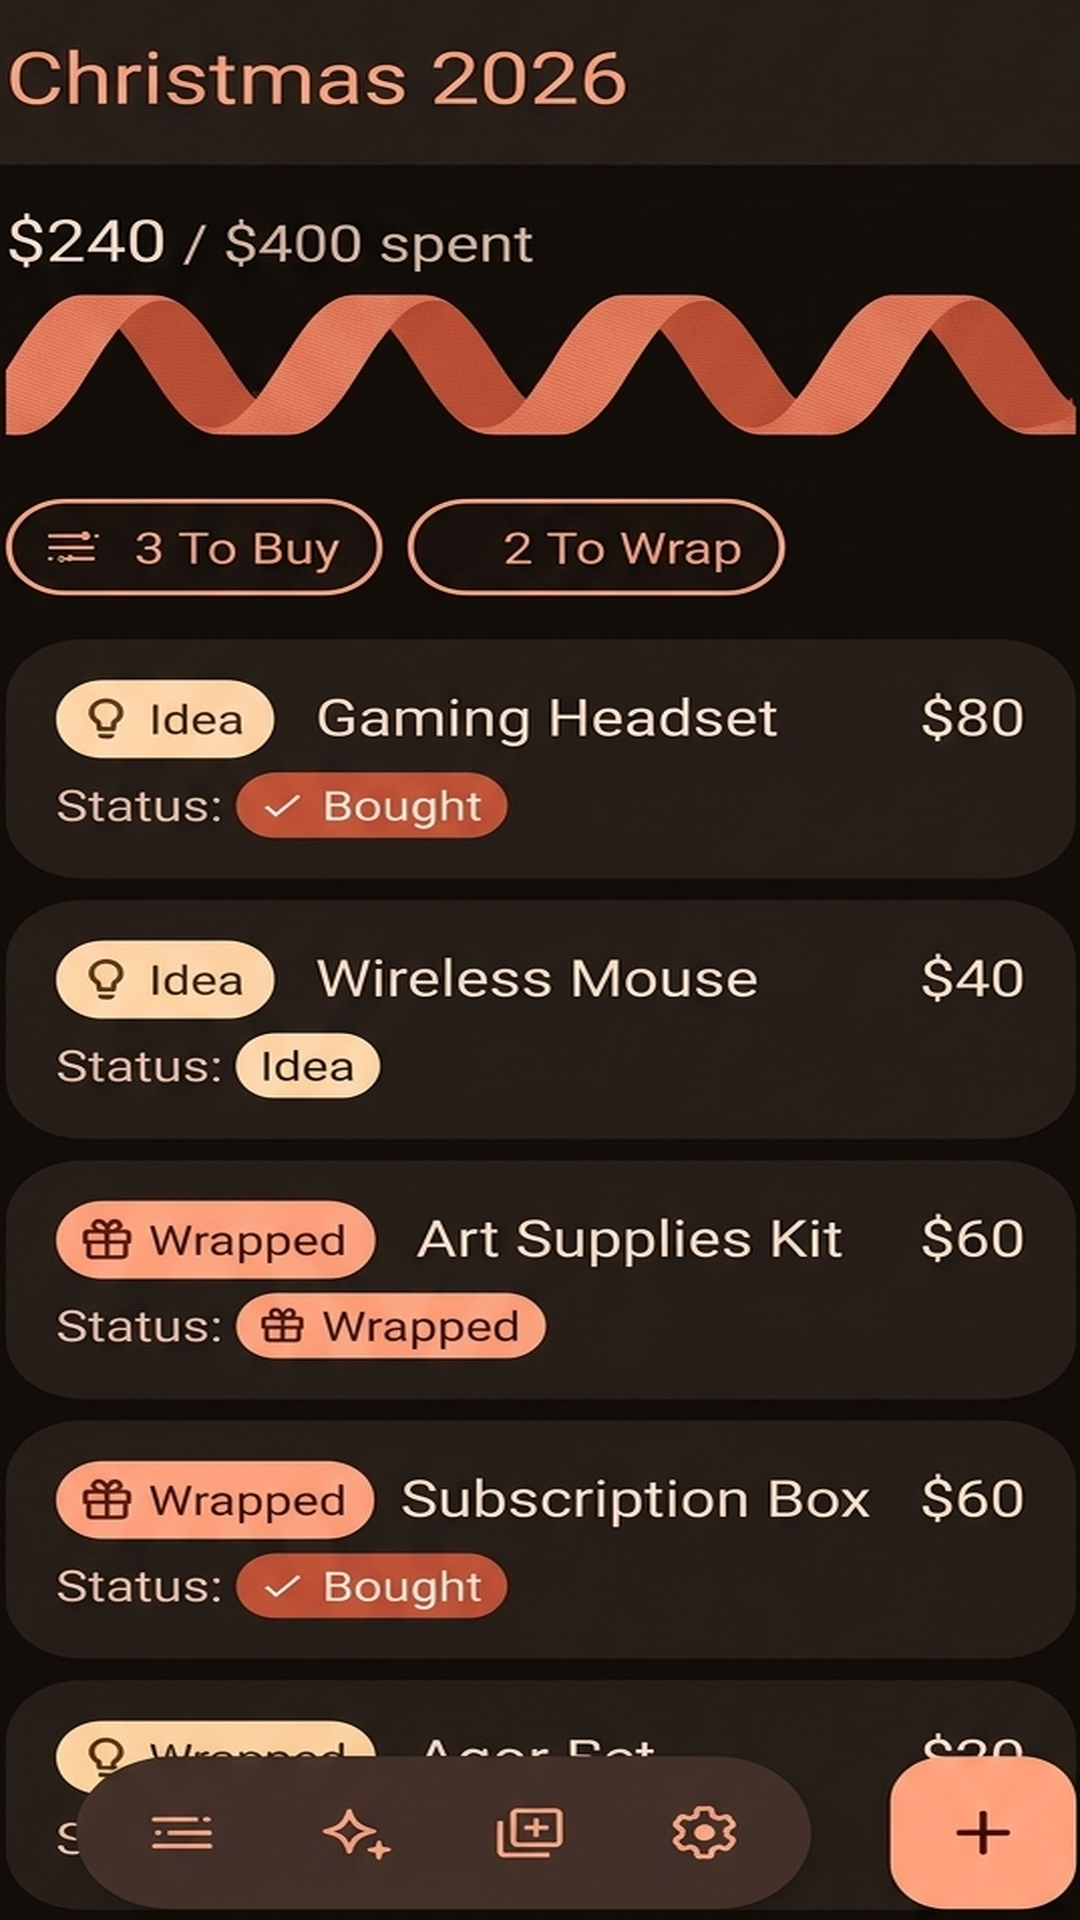 Christmas 2026
$240 / $400 spent
3 To Buy 2 To Wrap
Idea Gaming Headset $80
Status: Bought
Idea Wireless Mouse $40
Status: Idea
Wrapped Art Supplies Kit $60
Status: Wrapped
Wrapped Subscription Box $60
Status: Bought
Wrapped